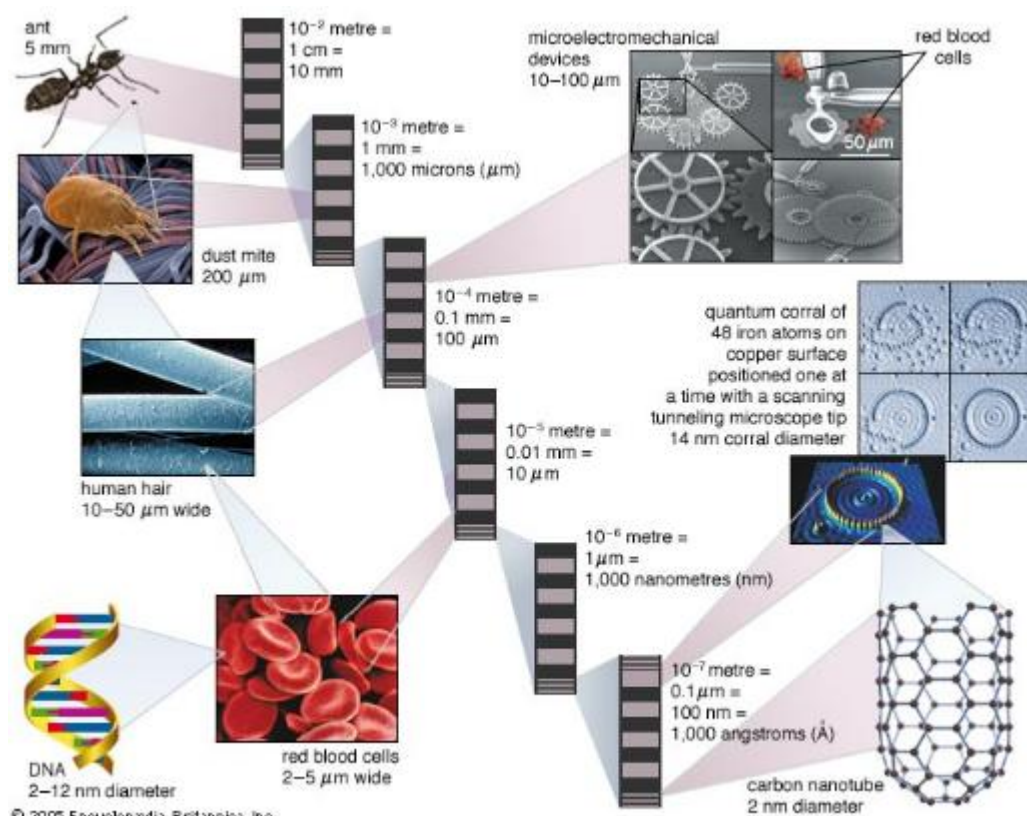 ant
5 mm
10⁻² metre =
1 cm =
10 mm
microelectromechanical
devices
10–100 μm
red blood
cells
50 μm
10⁻³ metre =
1 mm =
1,000 microns (μm)
dust mite
200 μm
10⁻⁴ metre =
0.1 mm =
100 μm
quantum corral of
48 iron atoms on
copper surface
positioned one at
a time with a scanning
tunneling microscope tip
14 nm corral diameter
human hair
10–50 μm wide
10⁻⁵ metre =
0.01 mm =
10 μm
10⁻⁶ metre =
1 μm =
1,000 nanometres (nm)
10⁻⁷ metre =
0.1 μm =
100 nm =
1,000 angstroms (Å)
DNA
2–12 nm diameter
red blood cells
2–5 μm wide
carbon nanotube
2 nm diameter
© 2005 Encyclopædia Britannica, Inc.